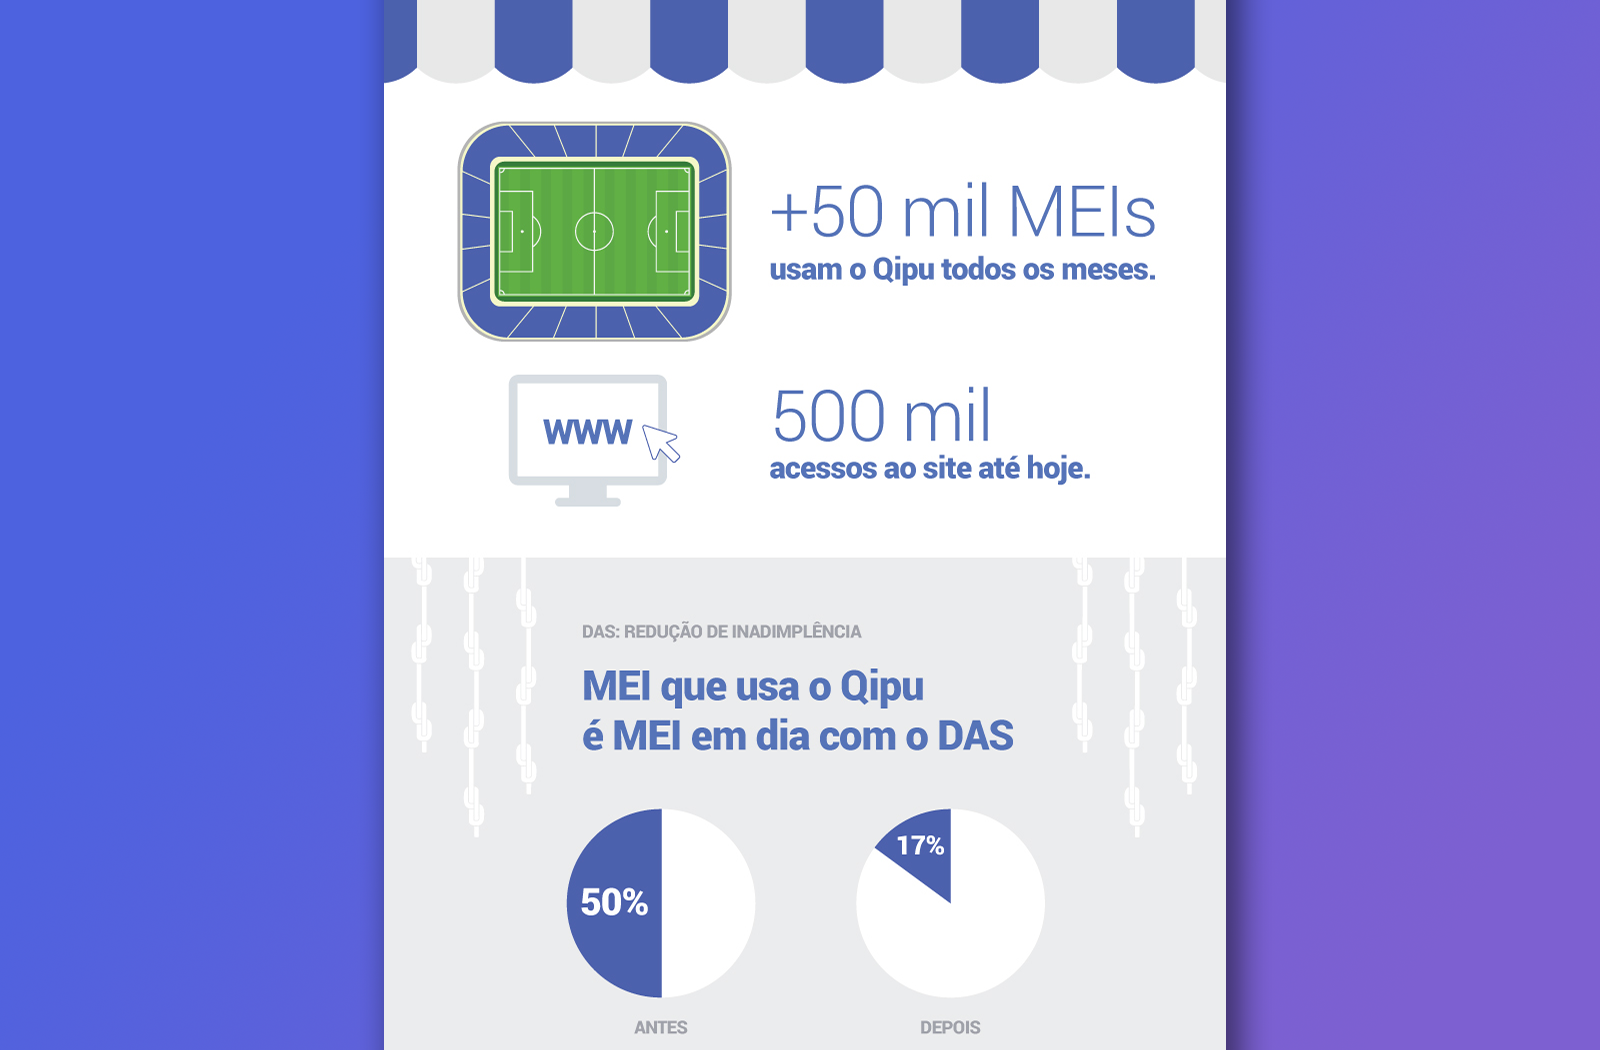 +50 mil MEIs
usam o Qipu todos os meses.
www
500 mil
acessos ao site até hoje.
DAS: REDUÇÃO DE INADIMPLÊNCIA
MEI que usa o Qipu
é MEI em dia com o DAS
50%
17%
ANTES
DEPOIS